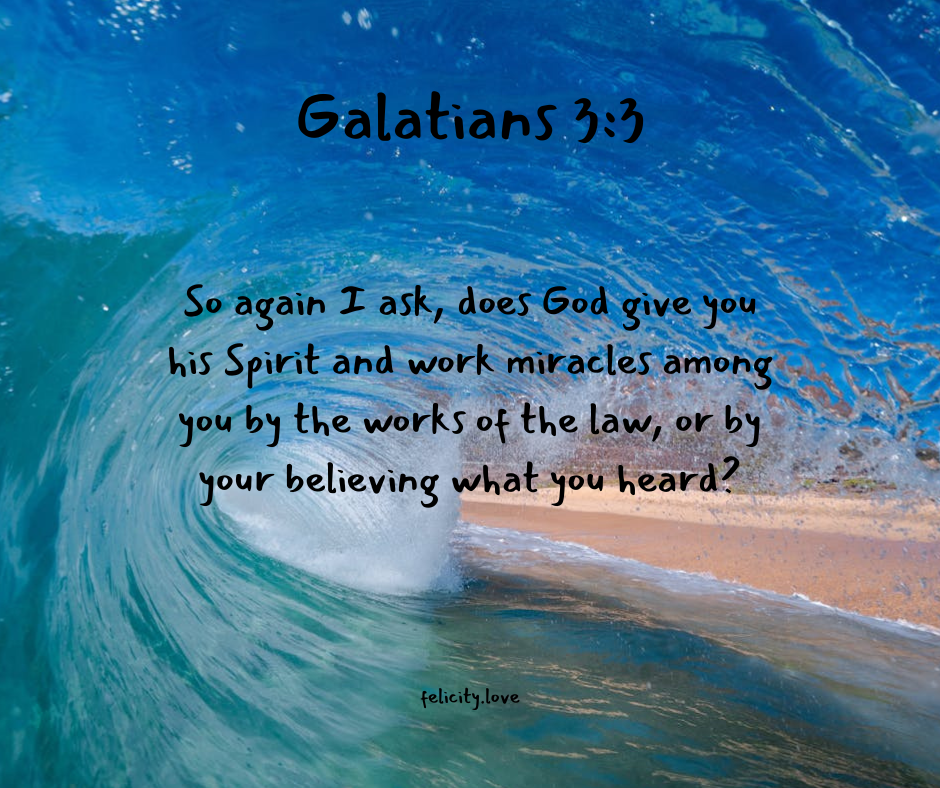 Galatians 3:3
So again I ask, does God give you
his Spirit and work miracles among
you by the works of the law, or by
your believing what you heard?
felicity.love